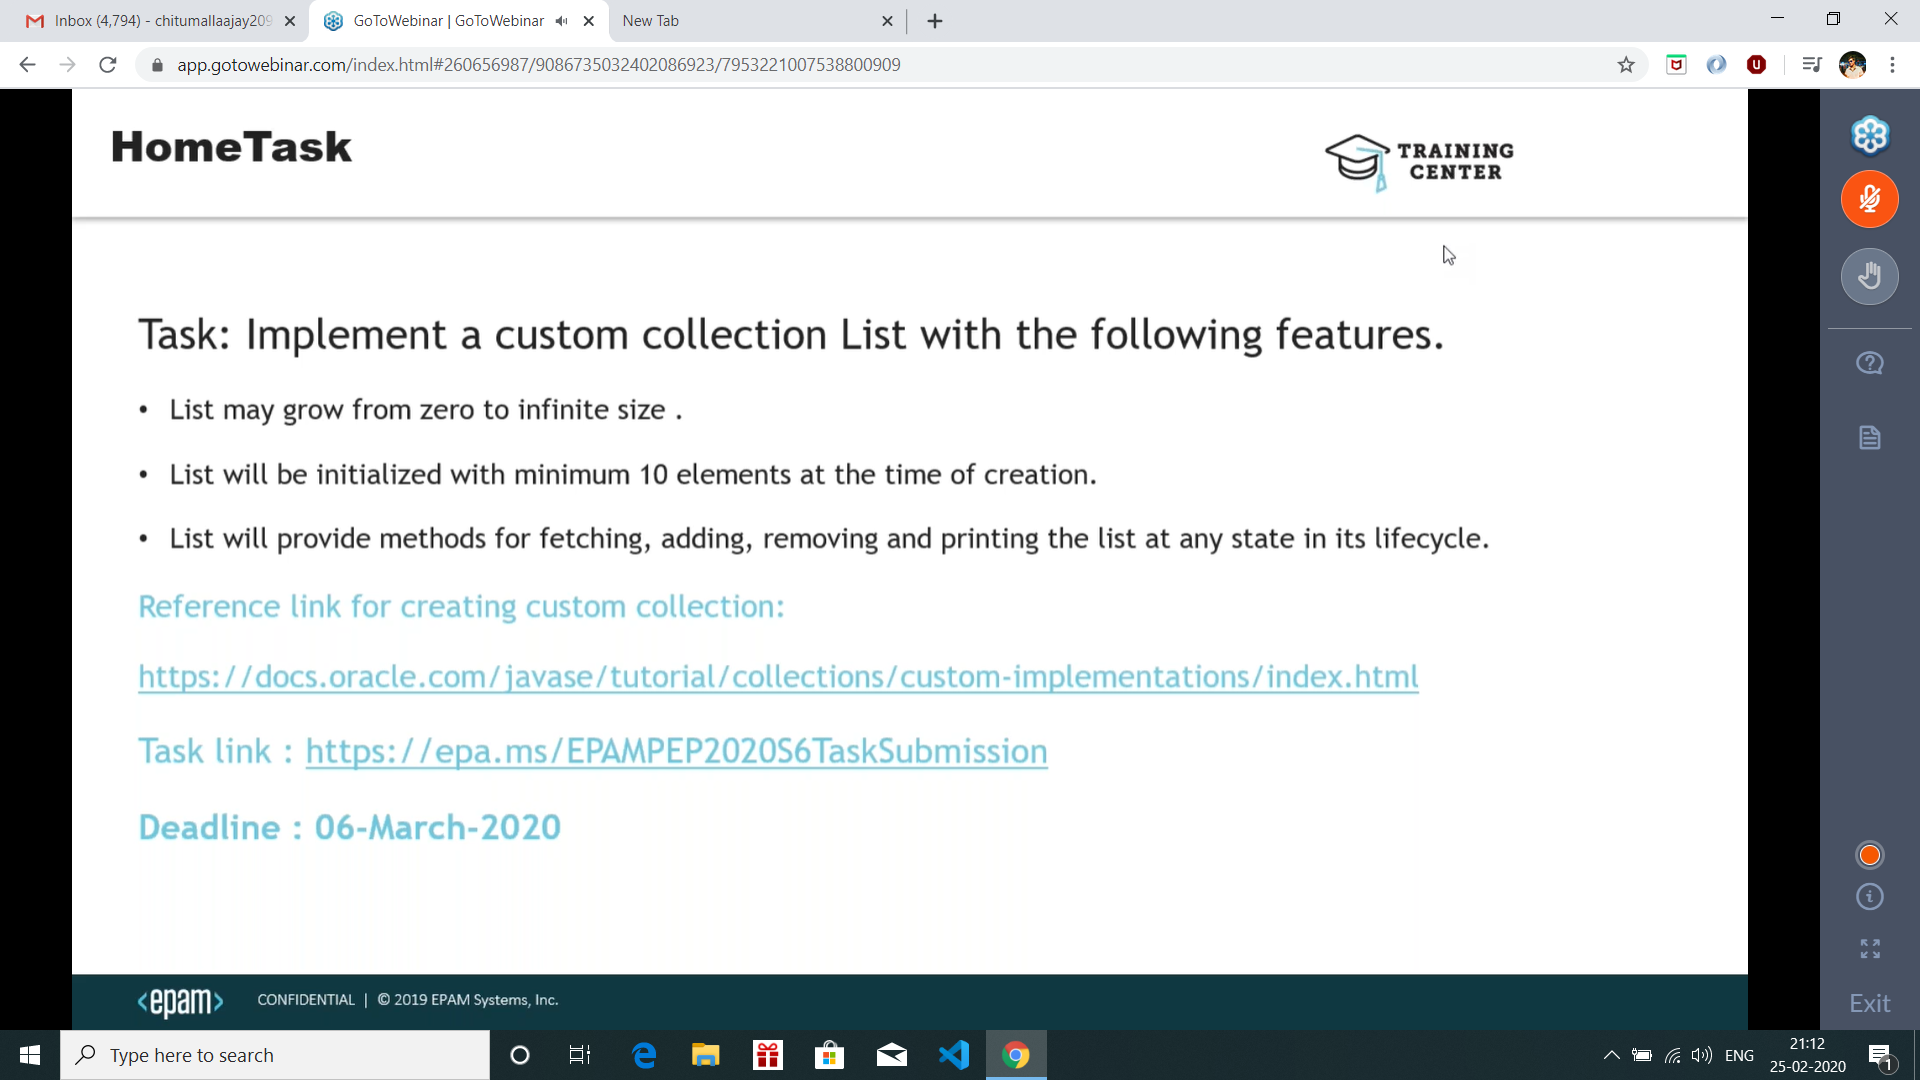 Inbox (4,794) - chitumallaajay209
GoToWebinar | GoToWebinar
New Tab
app.gotowebinar.com/index.html#260656987/9086735032402086923/7953221007538800909
HomeTask
TRAINING
CENTER
Task: Implement a custom collection List with the following features.
• List may grow from zero to infinite size .
• List will be initialized with minimum 10 elements at the time of creation.
• List will provide methods for fetching, adding, removing and printing the list at any state in its lifecycle.
Reference link for creating custom collection:
https://docs.oracle.com/javase/tutorial/collections/custom-implementations/index.html
Task link : https://epa.ms/EPAMPEP2020S6TaskSubmission
Deadline : 06-March-2020
<epam> CONFIDENTIAL | © 2019 EPAM Systems, Inc.
Exit
Type here to search
ENG
21:12
25-02-2020
1